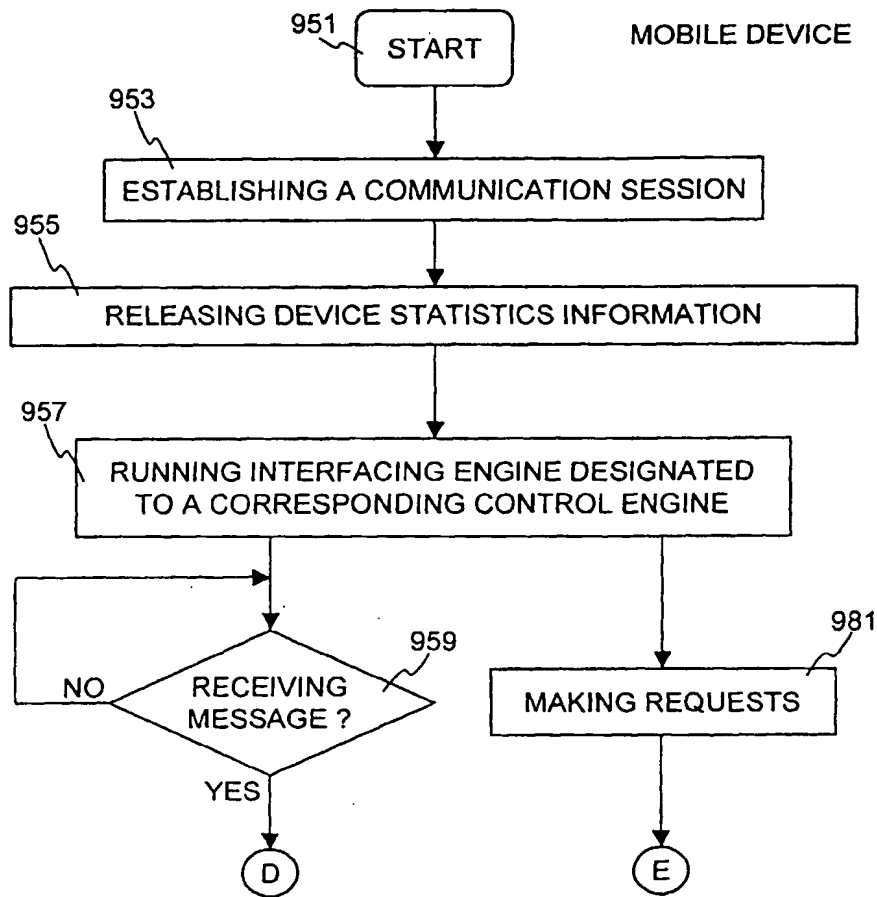 951
START
MOBILE DEVICE
953
ESTABLISHING A COMMUNICATION SESSION
955
RELEASING DEVICE STATISTICS INFORMATION
957
RUNNING INTERFACING ENGINE DESIGNATED
TO A CORRESPONDING CONTROL ENGINE
959
981
NO
RECEIVING
MESSAGE ?
MAKING REQUESTS
YES
D
E